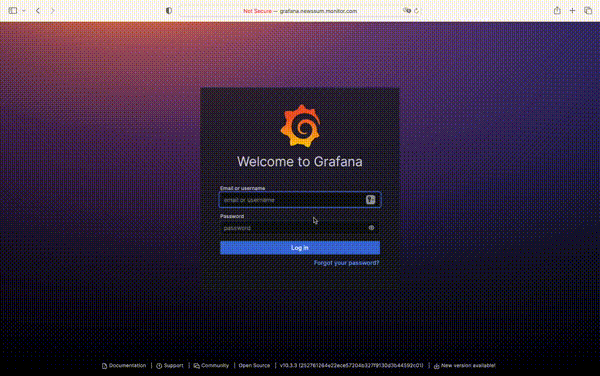 Not Secure — grafana.newssum.monitor.com
Welcome to Grafana
Email or username
email or username
Password
password
Log in
Forgot your password?
Documentation | Support | Community | Open Source | v10.3.3 (252761264e22ece57204b327f9130d3b44592c01) | New version available!